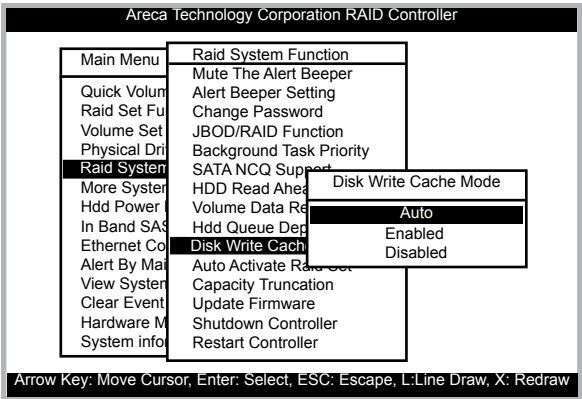 Areca Technology Corporation RAID Controller
Main Menu
Quick Volum
Raid Set Fu
Volume Set
Physical Dri
Raid System
More System
Hdd Power
In Band SAS
Ethernet Co
Alert By Mai
View System
Clear Event
Hardware M
System info
Raid System Function
Mute The Alert Beeper
Alert Beeper Setting
Change Password
JBOD/RAID Function
Background Task Priority
SATA NCQ Support
HDD Read Ahea
Volume Data Re
Hdd Queue Dep
Disk Write Cach
Auto Activate Raid Set
Capacity Truncation
Update Firmware
Shutdown Controller
Restart Controller
Disk Write Cache Mode
Auto
Enabled
Disabled
Arrow Key: Move Cursor, Enter: Select, ESC: Escape, L:Line Draw, X: Redraw